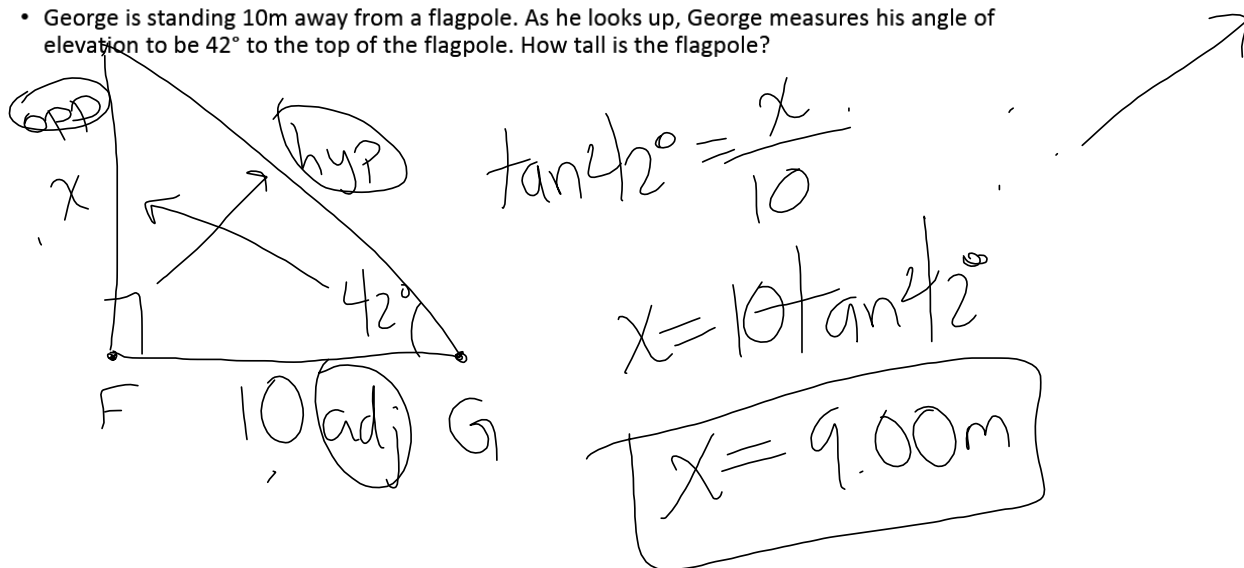 • George is standing 10m away from a flagpole. As he looks up, George measures his angle of
elevation to be 42° to the top of the flagpole. How tall is the flagpole?
opp
hyp
x
42°
F
10
adj
G
tan42° = x/10
x = 10tan42°
x = 9.00m